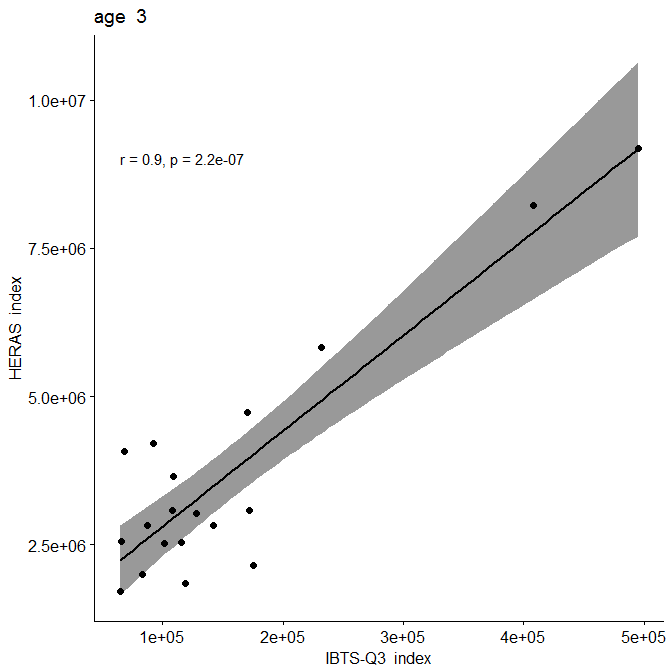 age 3
1.0e+07
r = 0.9, p = 2.2e-07
7.5e+06
HERAS index
5.0e+06
2.5e+06
1e+05 2e+05 3e+05 4e+05 5e+05
IBTS-Q3 index